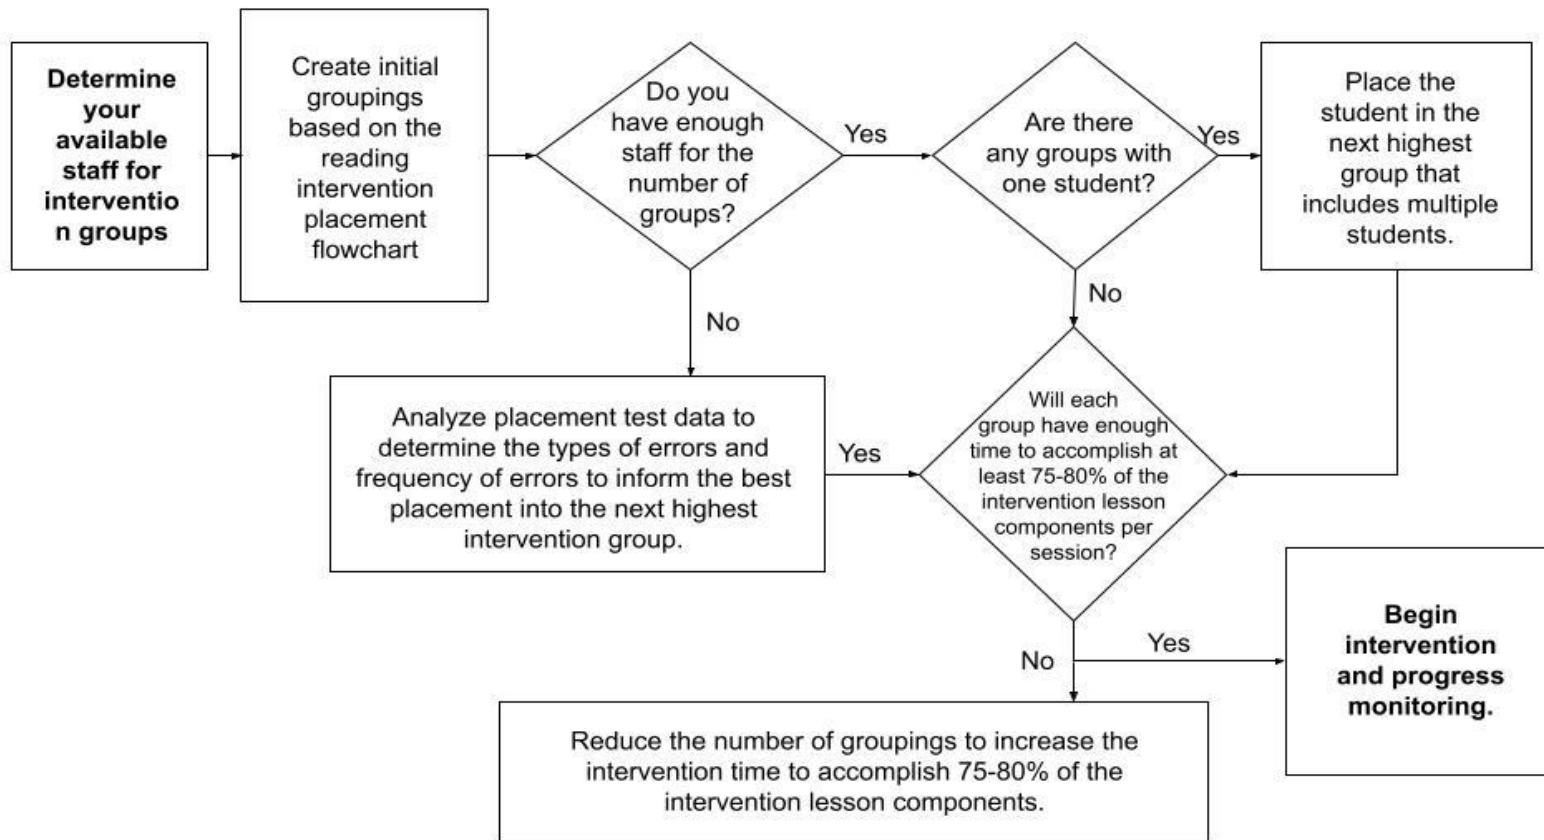 Determine
your
available
staff for
interventio
n groups
Create initial
groupings
based on the
reading
intervention
placement
flowchart
Do you
have enough
staff for the
number of
groups?
Yes
Are there
any groups with
one student?
Yes
Place the
student in the
next highest
group that
includes multiple
students.
No
No
Analyze placement test data to
determine the types of errors and
frequency of errors to inform the best
placement into the next highest
intervention group.
Yes
Will each
group have enough
time to accomplish at
least 75-80% of the
intervention lesson
components per
session?
No
Yes
Begin
intervention
and progress
monitoring.
Reduce the number of groupings to increase the
intervention time to accomplish 75-80% of the
intervention lesson components.